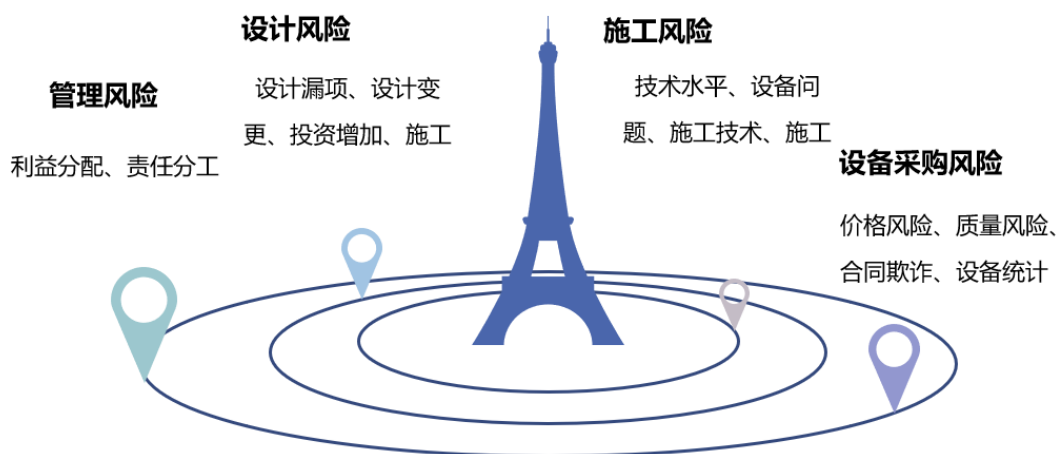 管理风险
利益分配、责任分工
设计风险
设计漏项、设计变
更、投资增加、施工
施工风险
技术水平、设备问
题、施工技术、施工
设备采购风险
价格风险、质量风险、
合同欺诈、设备统计